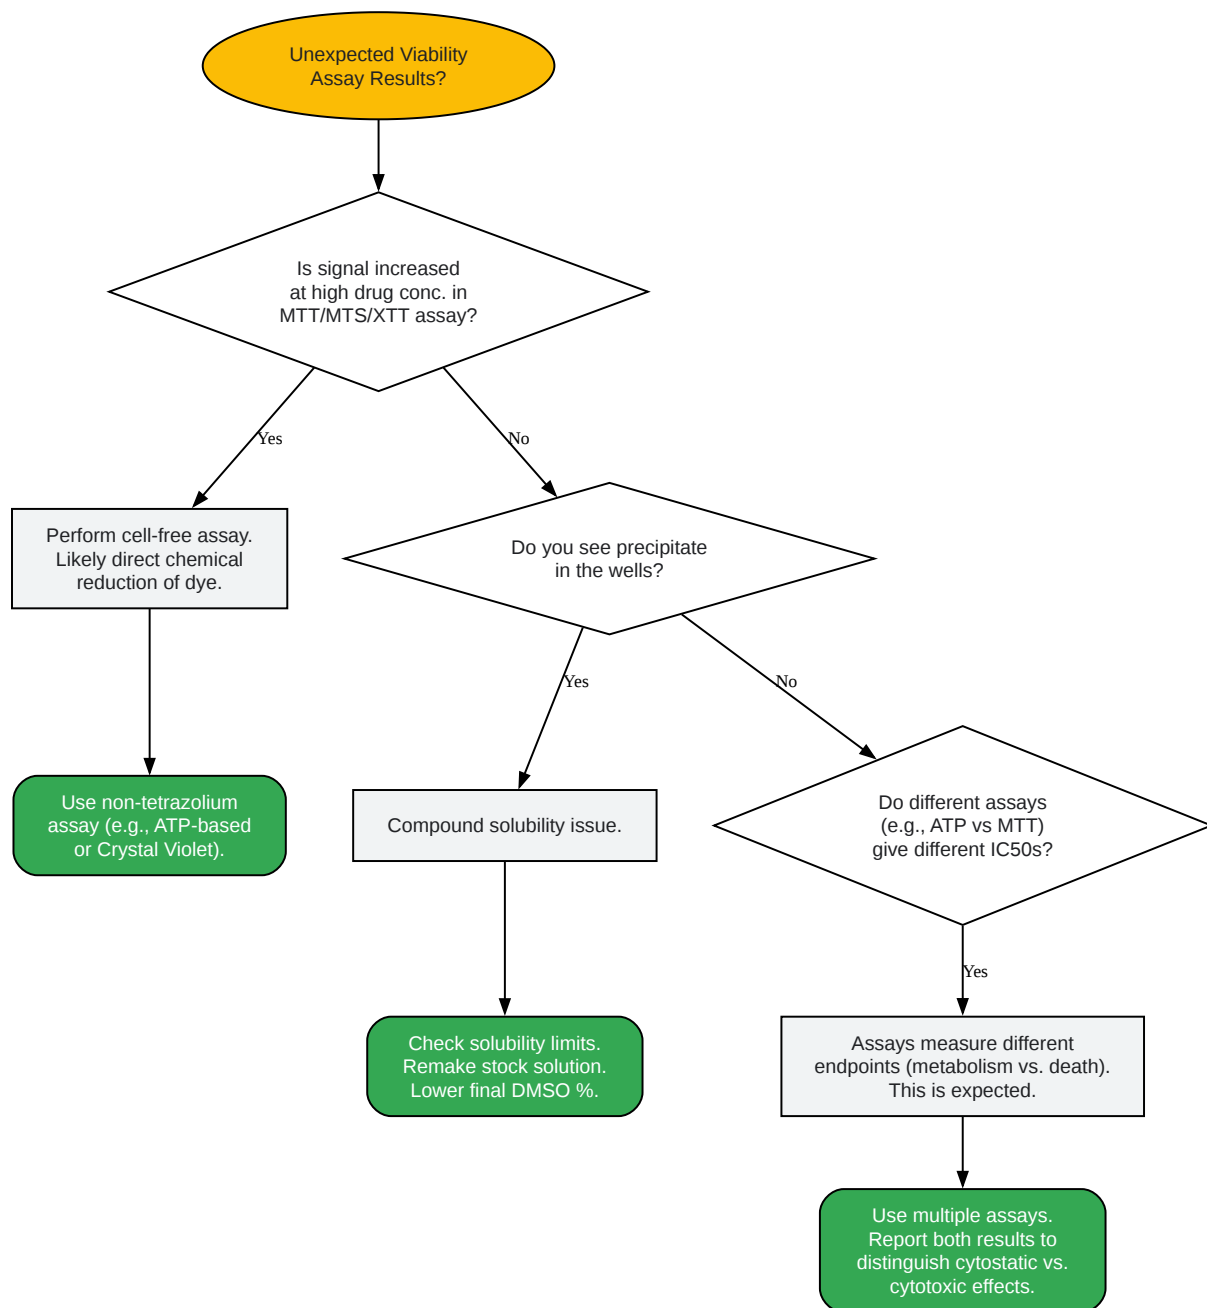 Unexpected Viability
Assay Results?
Is signal increased
at high drug conc. in
MTT/MTS/XTT assay?
Yes
No
Perform cell-free assay.
Likely direct chemical
reduction of dye.
Do you see precipitate
in the wells?
Yes
No
Use non-tetrazolium
assay (e.g., ATP-based
or Crystal Violet).
Compound solubility issue.
Do different assays
(e.g., ATP vs MTT)
give different IC50s?
Yes
Check solubility limits.
Remake stock solution.
Lower final DMSO %.
Assays measure different
endpoints (metabolism vs. death).
This is expected.
Use multiple assays.
Report both results to
distinguish cytostatic vs.
cytotoxic effects.